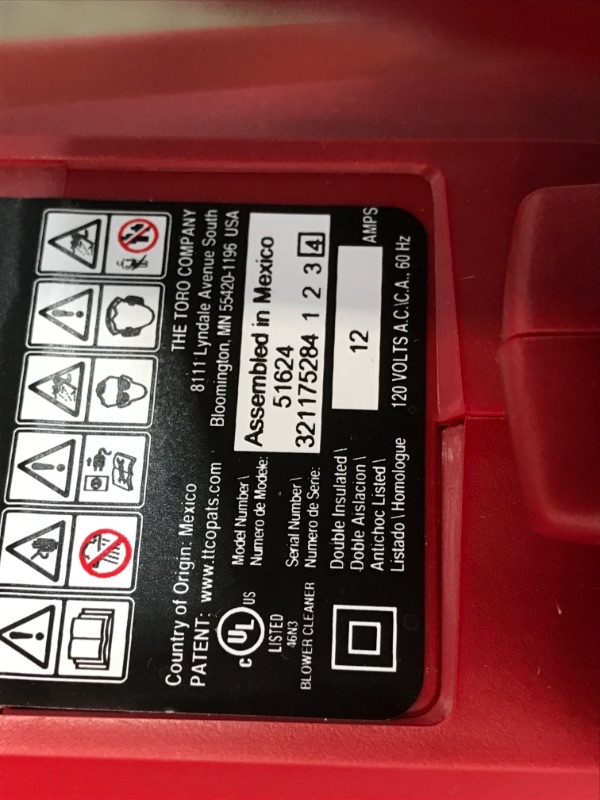 Country of Origin: Mexico
PATENT: www.ttcopats.com
THE TORO COMPANY
8111 Lyndale Avenue South
Bloomington, MN 55420-1196 USA
C UL US
LISTED
46N3
BLOWER CLEANER
Model Number \
Numero de Modele:
Assembled in Mexico
51624
Serial Number \
Numero de Serie:
321175284 1 2 3 4
Double Insulated \
Doble Aislacion \
Antichoc Listed \
Listado \ Homologue
12
AMPS
120 VOLTS A.C.\C.A., 60 Hz